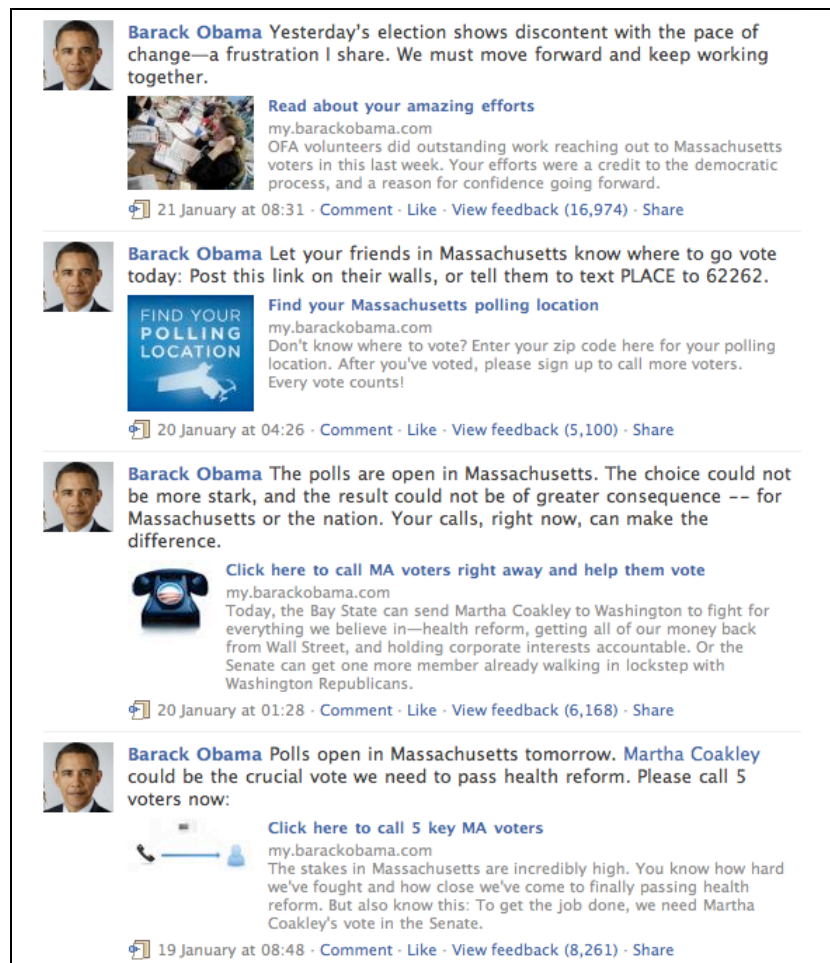 Barack Obama Yesterday's election shows discontent with the pace of
change—a frustration I share. We must move forward and keep working
together.
Read about your amazing efforts
my.barackobama.com
OFA volunteers did outstanding work reaching out to Massachusetts
voters in this last week. Your efforts were a credit to the democratic
process, and a reason for confidence going forward.
21 January at 08:31 · Comment · Like · View feedback (16,974) · Share
Barack Obama Let your friends in Massachusetts know where to go vote
today: Post this link on their walls, or tell them to text PLACE to 62262.
FIND YOUR
POLLING
LOCATION
Find your Massachusetts polling location
my.barackobama.com
Don't know where to vote? Enter your zip code here for your polling
location. After you've voted, please sign up to call more voters.
Every vote counts!
20 January at 04:26 · Comment · Like · View feedback (5,100) · Share
Barack Obama The polls are open in Massachusetts. The choice could not
be more stark, and the result could not be of greater consequence -- for
Massachusetts or the nation. Your calls, right now, can make the
difference.
Click here to call MA voters right away and help them vote
my.barackobama.com
Today, the Bay State can send Martha Coakley to Washington to fight for
everything we believe in—health reform, getting all of our money back
from Wall Street, and holding corporate interests accountable. Or the
Senate can get one more member already walking in lockstep with
Washington Republicans.
20 January at 01:28 · Comment · Like · View feedback (6,168) · Share
Barack Obama Polls open in Massachusetts tomorrow. Martha Coakley
could be the crucial vote we need to pass health reform. Please call 5
voters now:
Click here to call 5 key MA voters
my.barackobama.com
The stakes in Massachusetts are incredibly high. You know how hard
we've fought and how close we've come to finally passing health
reform. But also know this: To get the job done, we need Martha
Coakley's vote in the Senate.
19 January at 08:48 · Comment · Like · View feedback (8,261) · Share